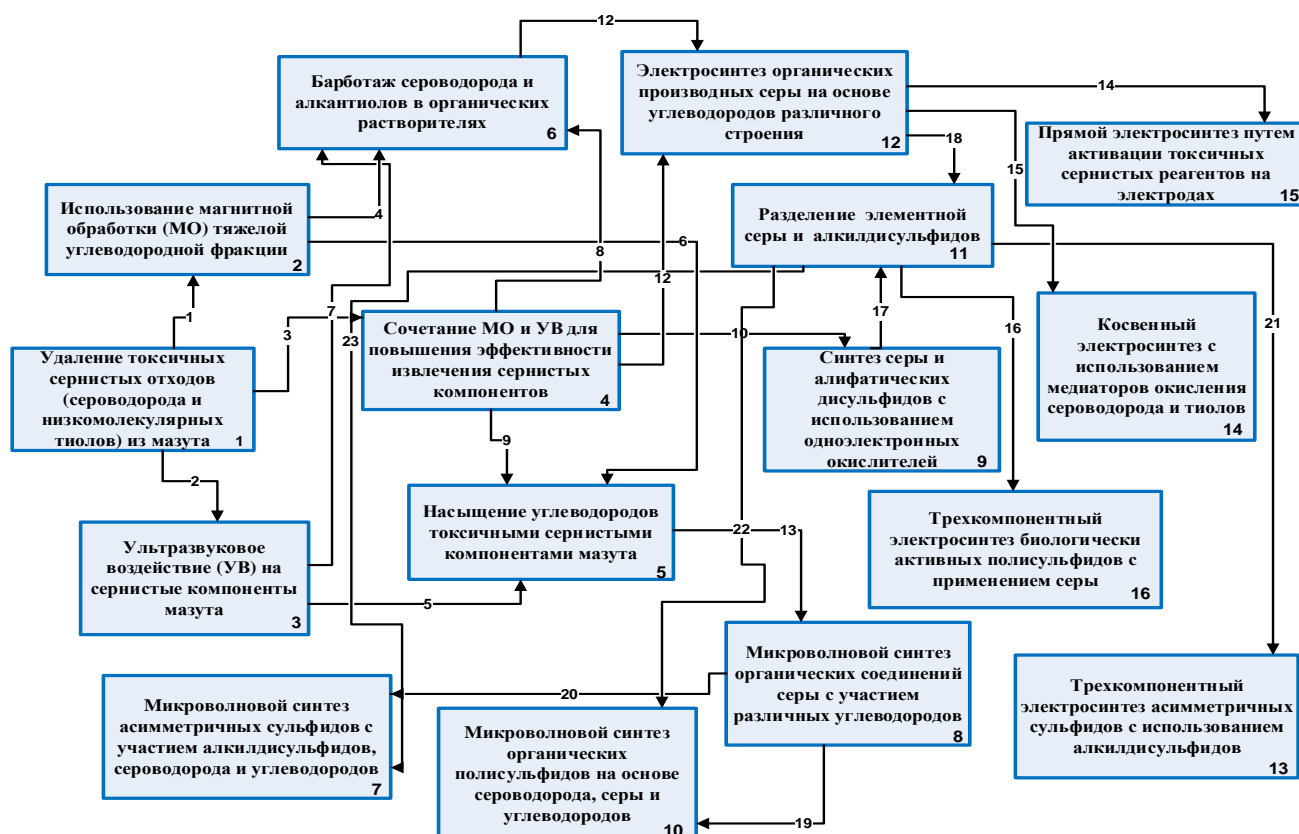 12
Барботаж сероводорода и
алкантиолов в органических
растворителях
6
Электросинтез органических
производных серы на основе
углеводородов различного
строения
12
14
Прямой электросинтез путем
активации токсичных
сернистых реагентов на
электродах
15
18
15
Использование магнитной
обработки (МО) тяжелой
углеводородной фракции
2
4
6
8
Разделение элементной
серы и алкилдисульфидов
11
12
1
3
7
23
17
16
21
Удаление токсичных
сернистых отходов
(сероводорода и
низкомолекулярных
тиолов) из мазута
1
Сочетание МО и УВ для
повышения эффективности
извлечения сернистых
компонентов
4
10
Синтез серы и
алифатических
дисульфидов с
использованием
одноэлектронных
окислителей
9
Косвенный
электросинтез с
использованием
медиаторов окисления
сероводорода и тиолов
14
2
9
Ультразвуковое
воздействие (УВ) на
сернистые компоненты
мазута
3
5
Насыщение углеводородов
токсичными сернистыми
компонентами мазута
5
22
13
Трехкомпонентный
электросинтез биологически
активных полисульфидов с
применением серы
16
Микроволновой синтез
асимметричных сульфидов с
участием алкилдисульфидов,
сероводорода и углеводородов
7
20
Микроволновой синтез
органических соединений
серы с участием
различных углеводородов
8
Трехкомпонентный
электросинтез асимметричных
сульфидов с использованием
алкилдисульфидов
13
Микроволновой синтез
органических
полисульфидов на основе
сероводорода, серы и
углеводородов
10
19